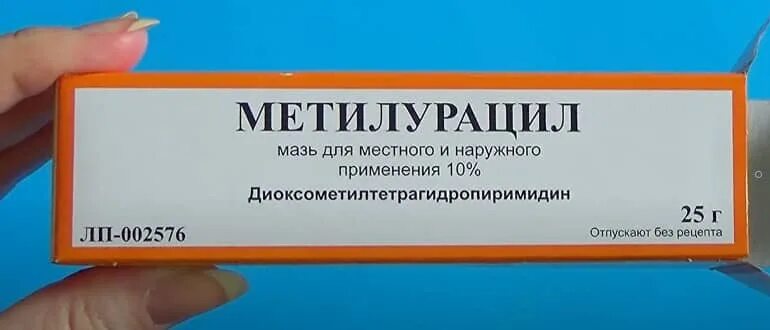 МЕТИЛУРАЦИЛ
мазь для местного и наружного
применения 10%
Диоксометилтетрагидропиримидин
25 г
ЛП-002576
Отпускают без рецепта